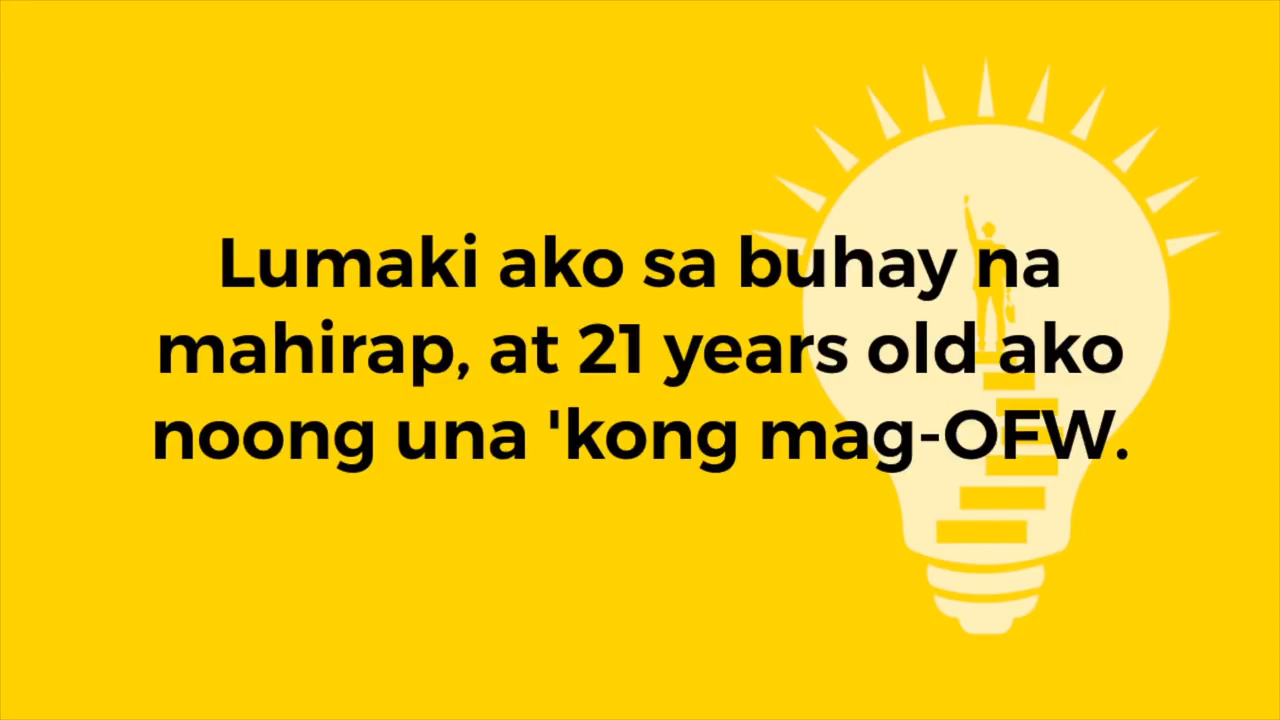 Lumaki ako sa buhay na
mahirap, at 21 years old ako
noong una 'kong mag-OFW.